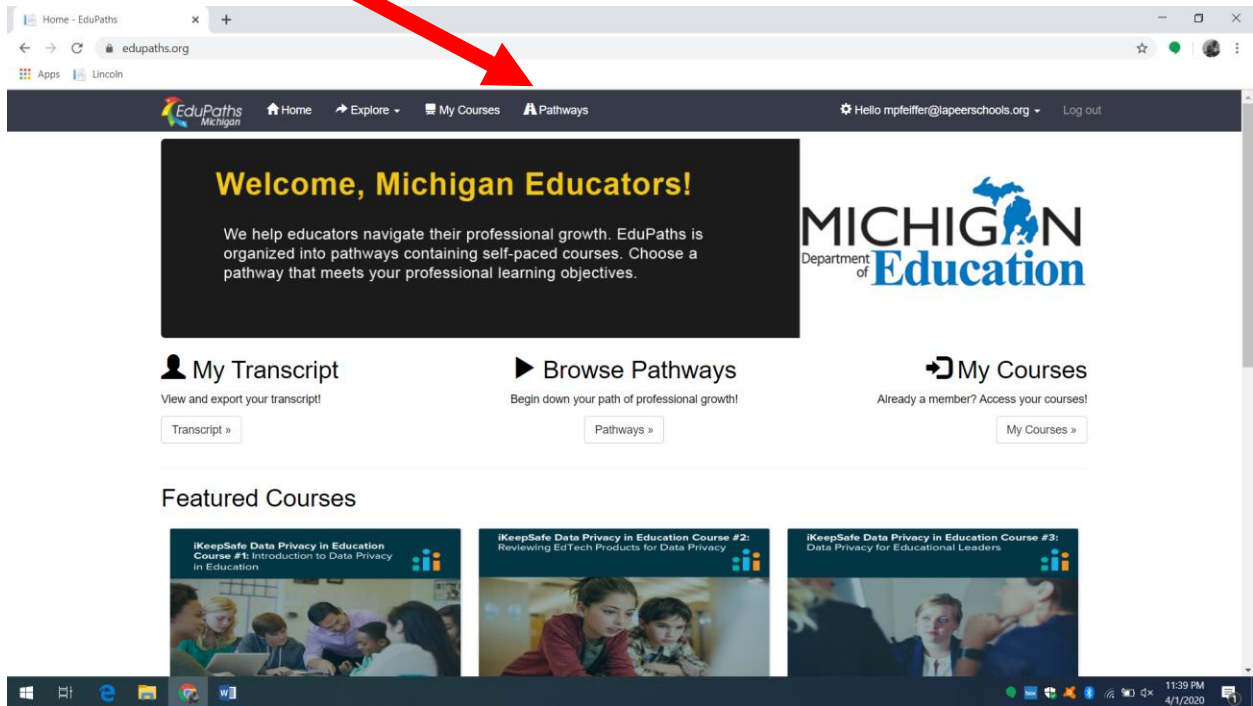 Home - EduPaths
edupaths.org
Apps Lincoln
EduPaths Michigan Home Explore My Courses Pathways Hello mpfeiffer@lapeerschools.org Log out
Welcome, Michigan Educators!
We help educators navigate their professional growth. EduPaths is
organized into pathways containing self-paced courses. Choose a
pathway that meets your professional learning objectives.
MICHIGAN
Department of Education
My Transcript
View and export your transcript!
Transcript »
Browse Pathways
Begin down your path of professional growth!
Pathways »
My Courses
Already a member? Access your courses!
My Courses »
Featured Courses
iKeepSafe Data Privacy in Education
Course #1: Introduction to Data Privacy
in Education
iKeepSafe Data Privacy in Education Course #2:
Reviewing EdTech Products for Data Privacy
iKeepSafe Data Privacy in Education Course #3:
Data Privacy for Educational Leaders
11:39 PM
4/1/2020